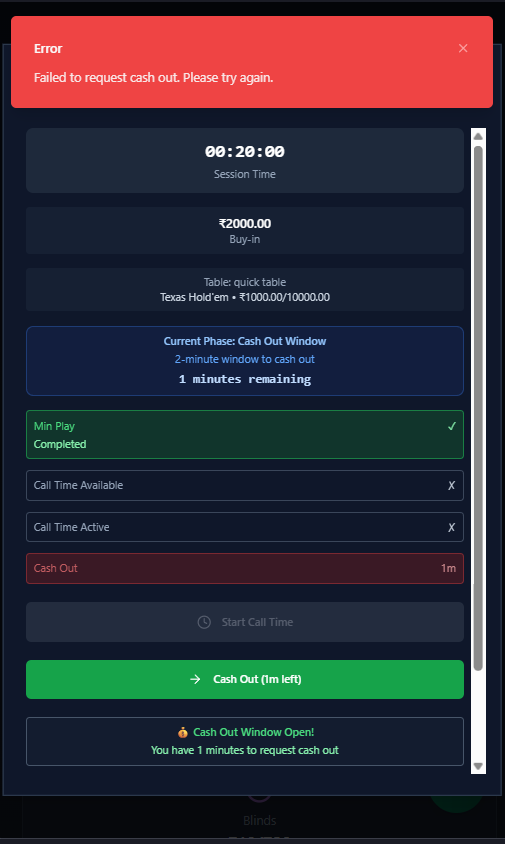 Error
Failed to request cash out. Please try again.
00:20:00
Session Time
₹2000.00
Buy-in
Table: quick table
Texas Hold'em • ₹1000.00/10000.00
Current Phase: Cash Out Window
2-minute window to cash out
1 minutes remaining
Min Play ✓
Completed
Call Time Available ✗
Call Time Active ✗
Cash Out 1m
Start Call Time
→ Cash Out (1m left)
💰 Cash Out Window Open!
You have 1 minutes to request cash out
Blinds